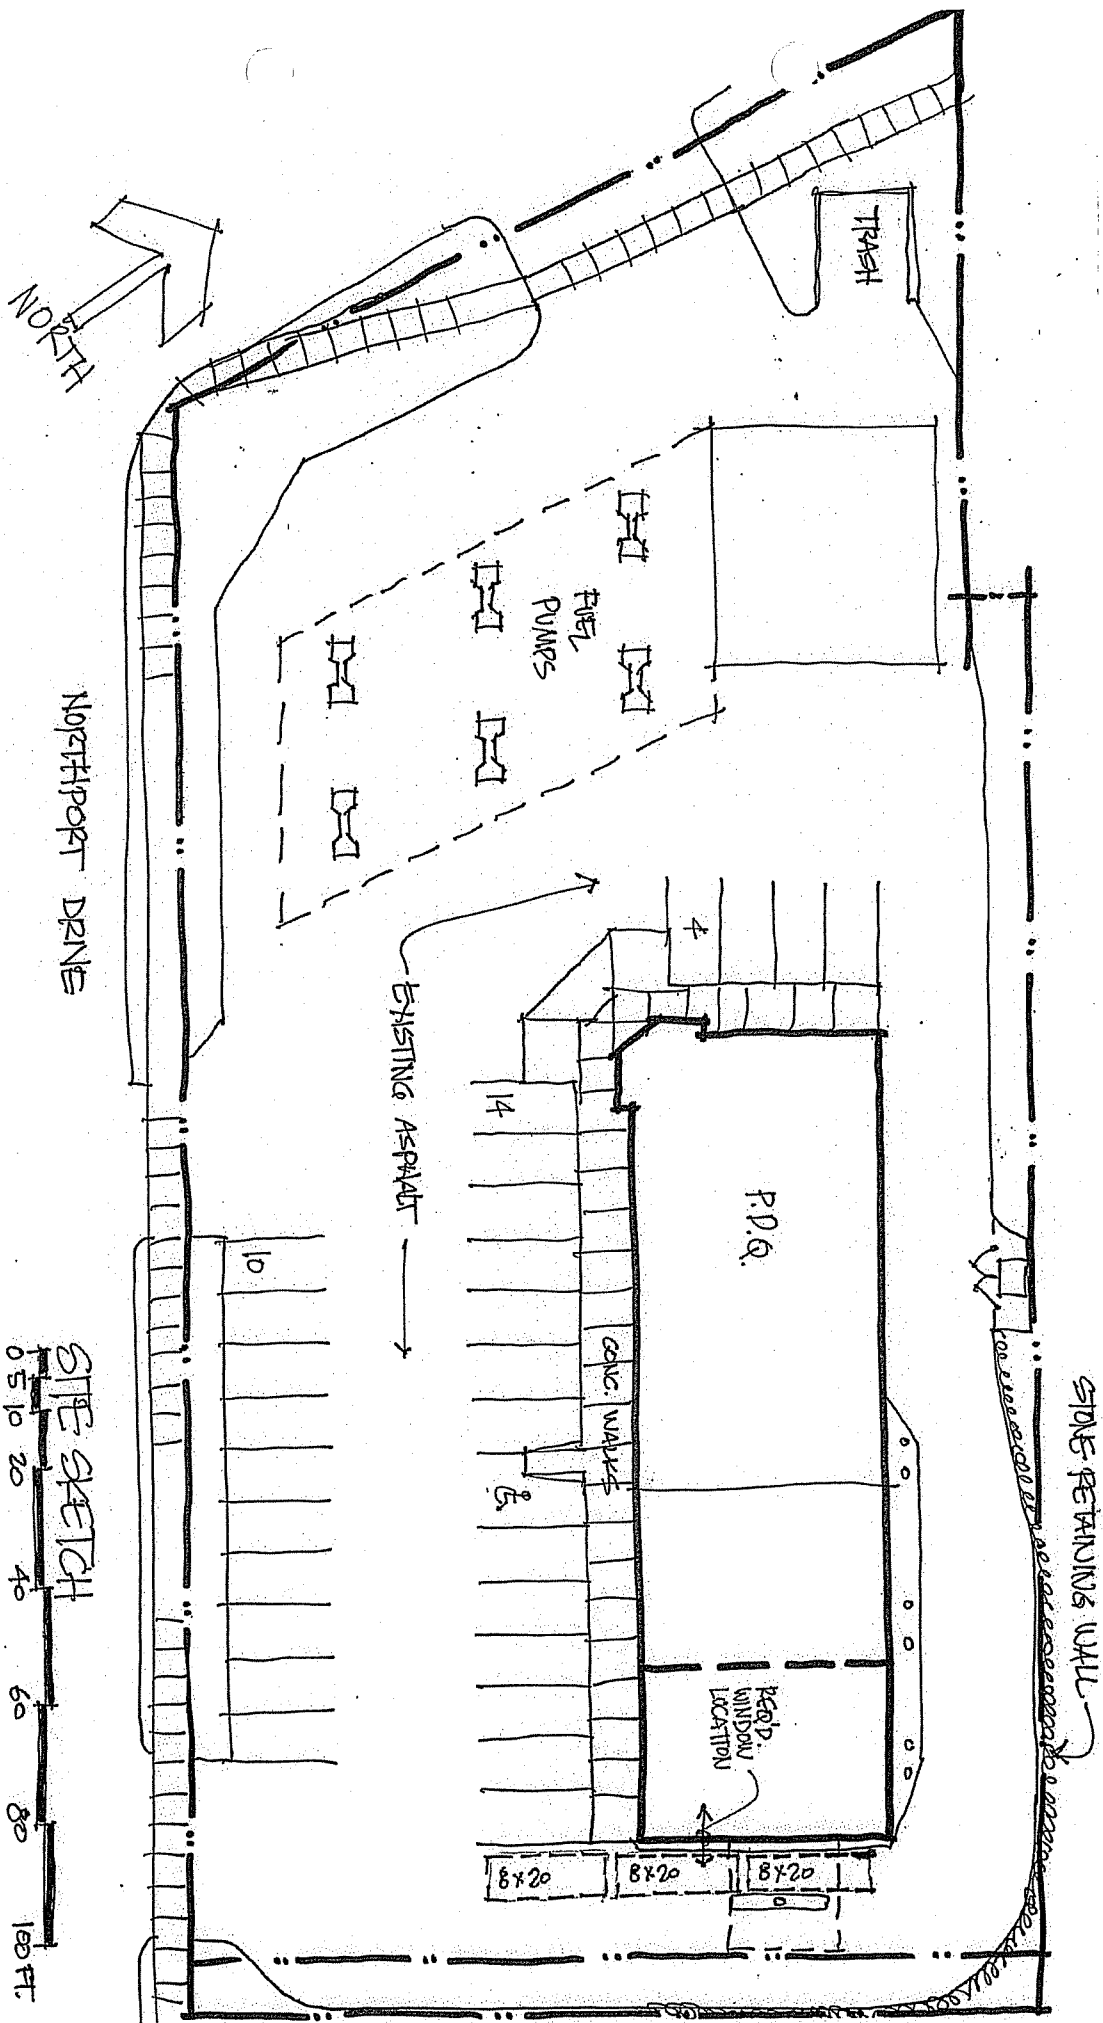 STONE RETAINING WALL
TRASH
FUEL
PUMPS
4
P.D.Q.
REQ'D.
WINDOW
LOCATION
CONC. WALKS
8X20
8X20
8X20
14
EXISTING ASPHALT
10
NORTH
NORTHPORT DRIVE
SITE SKETCH
0 5 10 20 40 60 80 100 FT.